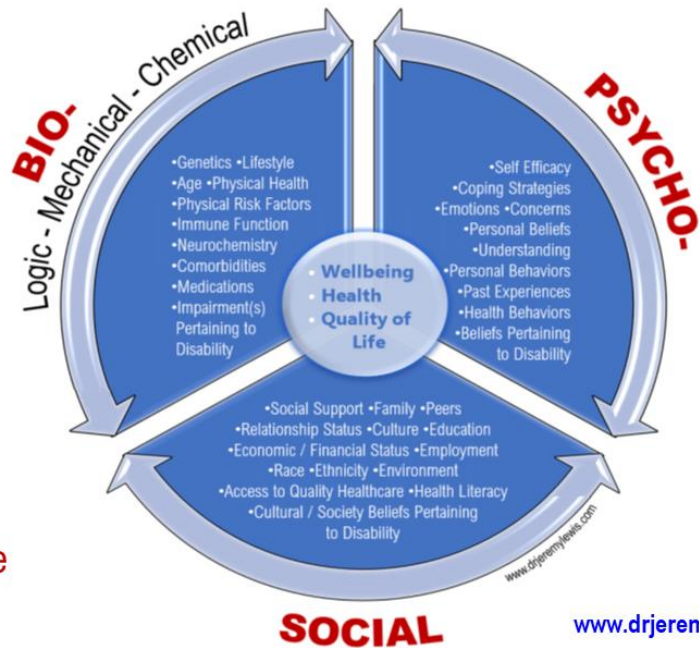 BIO-
Logic - Mechanical - Chemical
PSYCHO-
•Genetics •Lifestyle
•Age •Physical Health
•Physical Risk Factors
•Immune Function
•Neurochemistry
•Comorbidities
•Medications
•Impairment(s)
Pertaining to
Disability
•Self Efficacy
•Coping Strategies
•Emotions •Concerns
•Personal Beliefs
•Understanding
•Personal Behaviors
•Past Experiences
•Health Behaviors
•Beliefs Pertaining
to Disability
• Wellbeing
• Health
• Quality of
Life
•Social Support •Family •Peers
•Relationship Status •Culture •Education
•Economic / Financial Status •Employment
•Race •Ethnicity •Environment
•Access to Quality Healthcare •Health Literacy
•Cultural / Society Beliefs Pertaining
to Disability
www.drjeremylewis.com
e
SOCIAL
www.drjerem